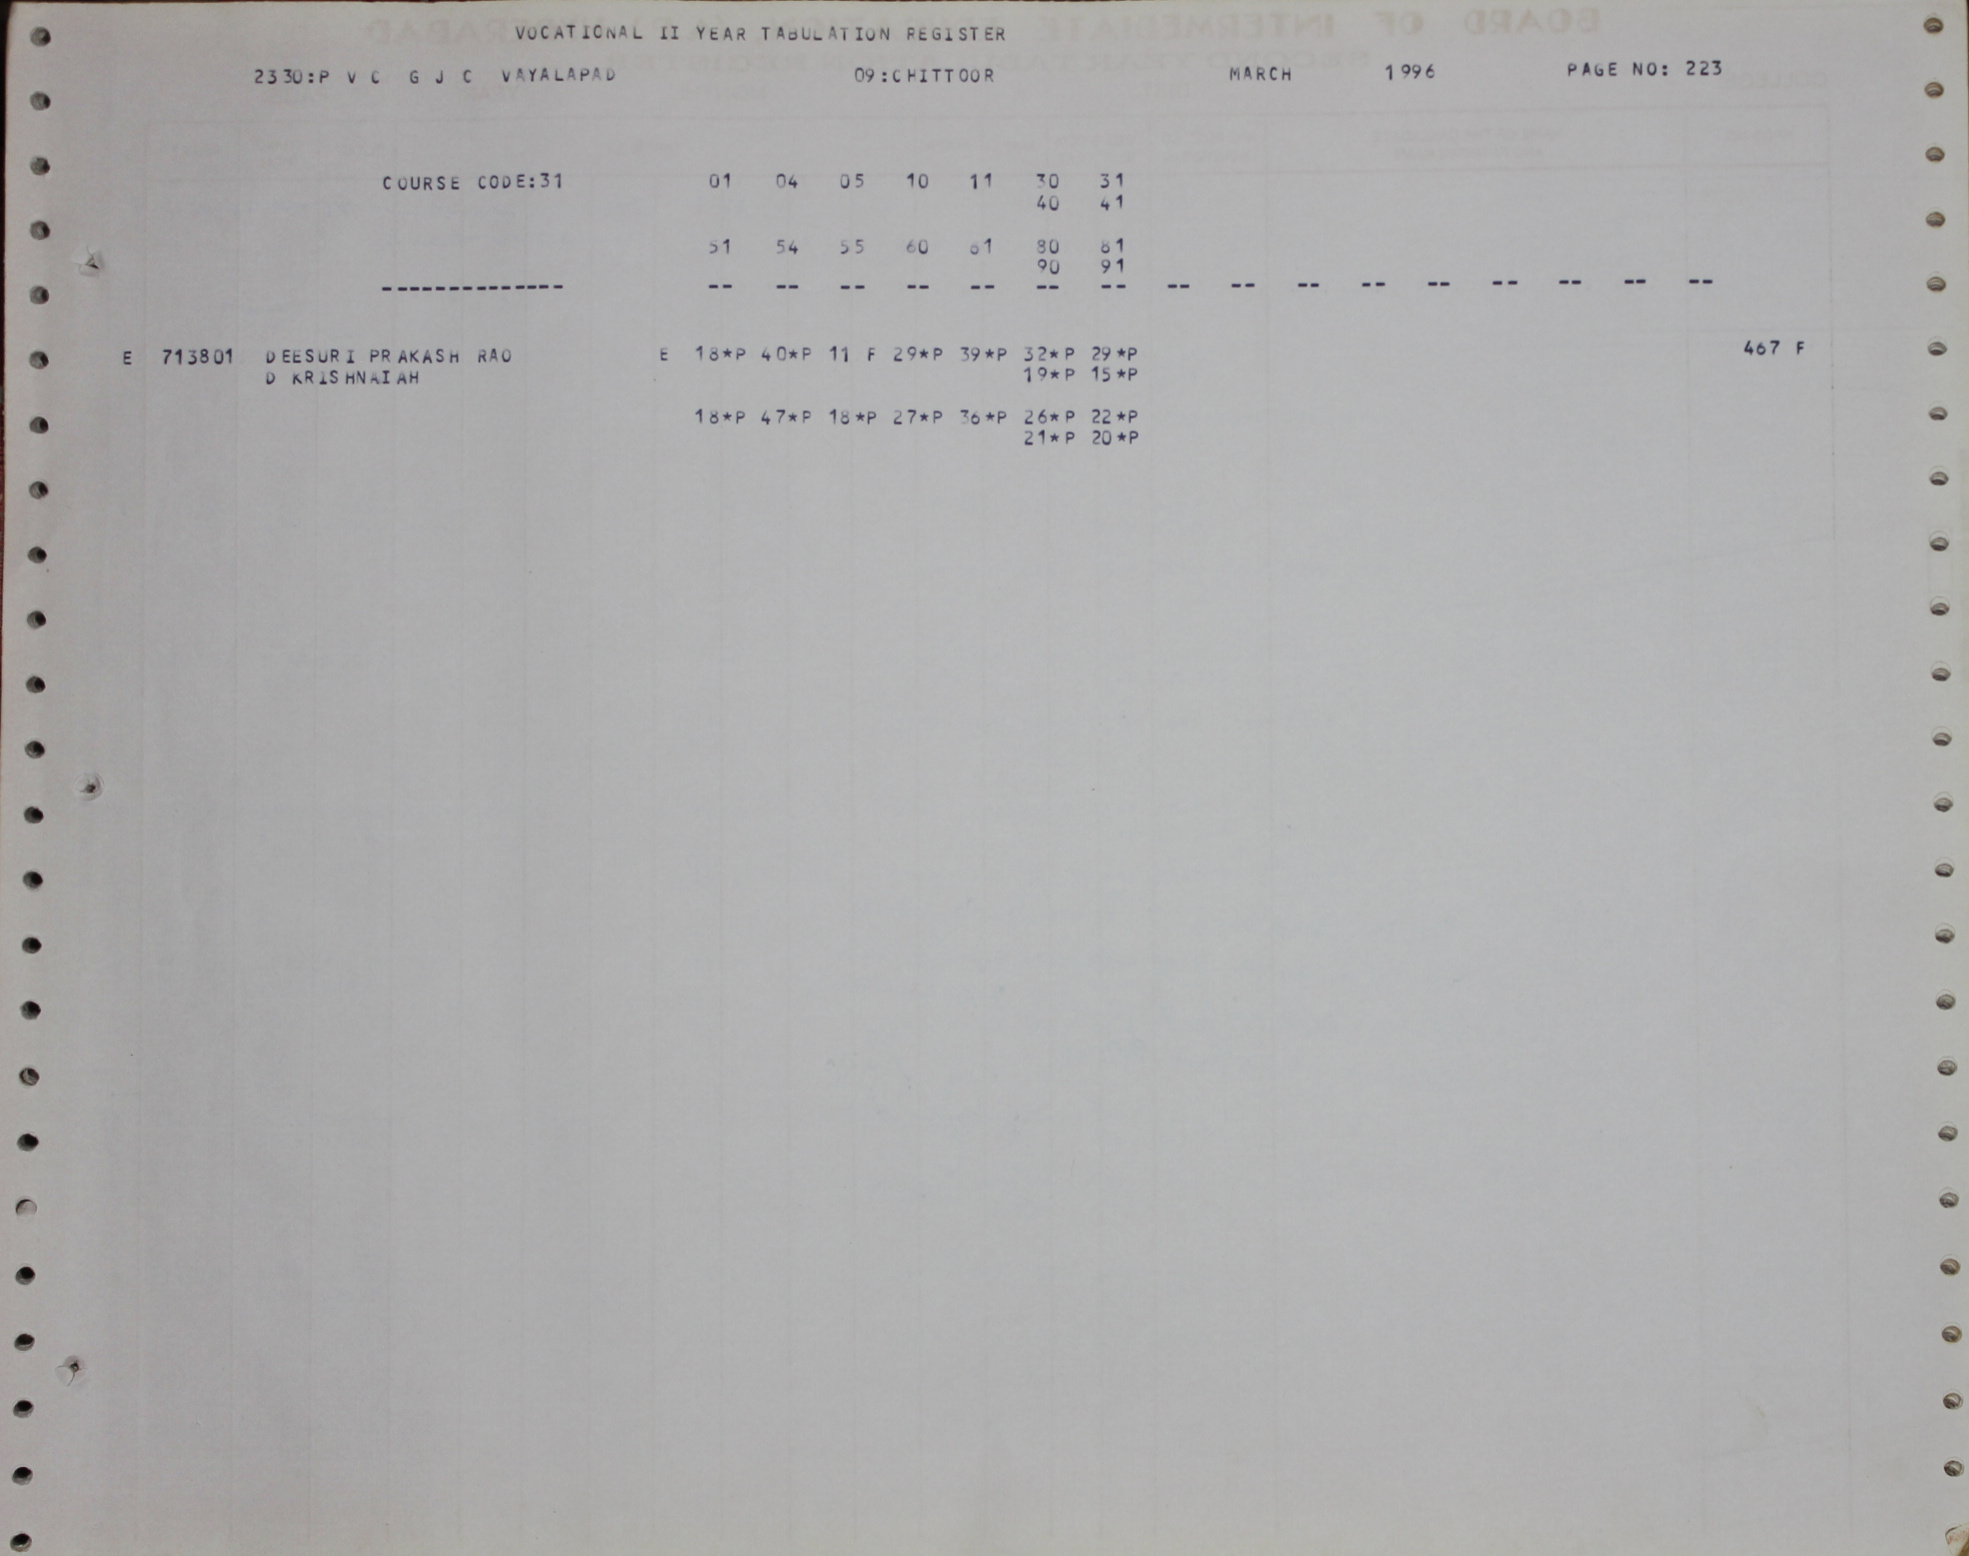 VOCATIONAL II YEAR TABULATION REGISTER
2330:P V C G J C VAYALAPAD 09:CHITTOOR MARCH 1996 PAGE NO: 223
COURSE CODE:31 01 04 05 10 11 30 31
40 41
51 54 55 60 61 80 81
90 91
-------------- -- -- -- -- -- -- -- -- -- -- -- -- -- -- -- --
E 713801 DEESURI PRAKASH RAO E 18*P 40*P 11 F 29*P 39*P 32*P 29*P 467 F
D KRISHNAIAH 19*P 15*P
18*P 47*P 18*P 27*P 36*P 26*P 22*P
21*P 20*P